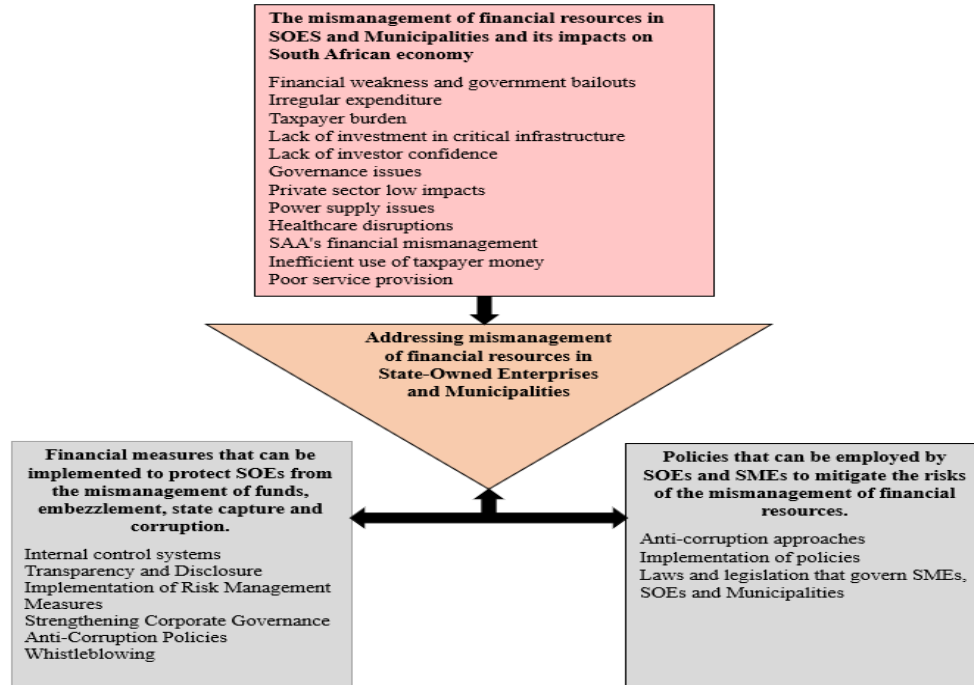 The mismanagement of financial resources in
SOES and Municipalities and its impacts on
South African economy
Financial weakness and government bailouts
Irregular expenditure
Taxpayer burden
Lack of investment in critical infrastructure
Lack of investor confidence
Governance issues
Private sector low impacts
Power supply issues
Healthcare disruptions
SAA's financial mismanagement
Inefficient use of taxpayer money
Poor service provision
Addressing mismanagement
of financial resources in
State-Owned Enterprises
and Municipalities
Financial measures that can be
implemented to protect SOEs from
the mismanagement of funds,
embezzlement, state capture and
corruption.
Internal control systems
Transparency and Disclosure
Implementation of Risk Management
Measures
Strengthening Corporate Governance
Anti-Corruption Policies
Whistleblowing
Policies that can be employed by
SOEs and SMEs to mitigate the risks
of the mismanagement of financial
resources.
Anti-corruption approaches
Implementation of policies
Laws and legislation that govern SMEs,
SOEs and Municipalities